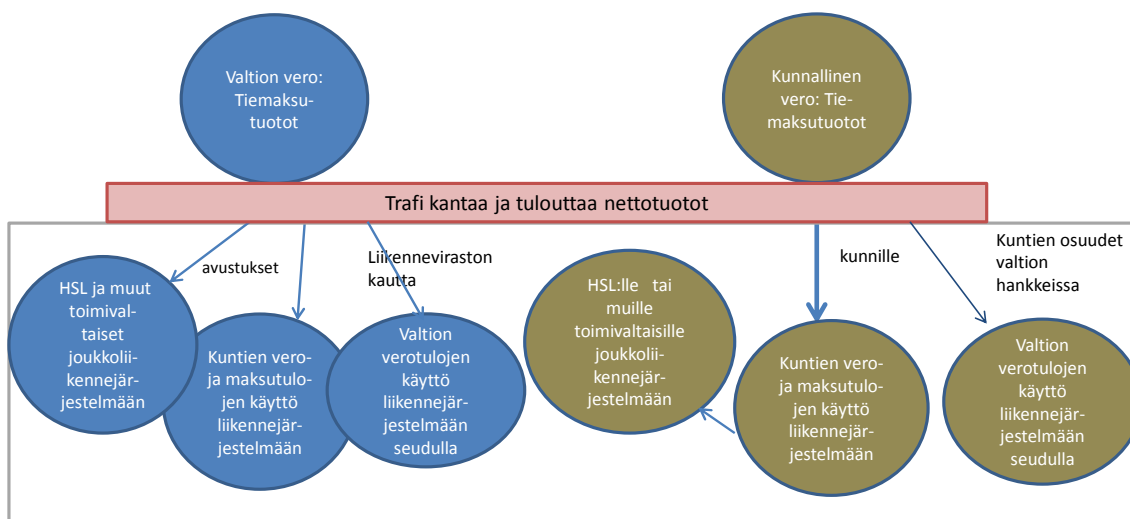 Valtion vero:
Tiemaksu-
tuotot
Kunnallinen
vero: Tie-
maksutuotot
Trafi kantaa ja tulouttaa nettotuotot
avustukset
Liikenneviraston
kautta
kunnille
Kuntien osuudet
valtion
hankkeissa
HSL ja muut
toimival-
taiset
joukkolii-
kennejär-
jestelmään
Kuntien vero-
ja maksutulo-
jen käyttö
liikennejär-
jestelmään
Valtion
verotulojen
käyttö
liikennejär-
jestelmään
seudulla
HSL:lle tai
muille
toimivaltaisille
joukkolii-
kennejär-
jestelmään
Kuntien vero-
ja maksutulo-
jen käyttö
liikennejär-
jestelmään
Valtion
verotulojen
käyttö
liikennejär-
jestelmään
seudulla